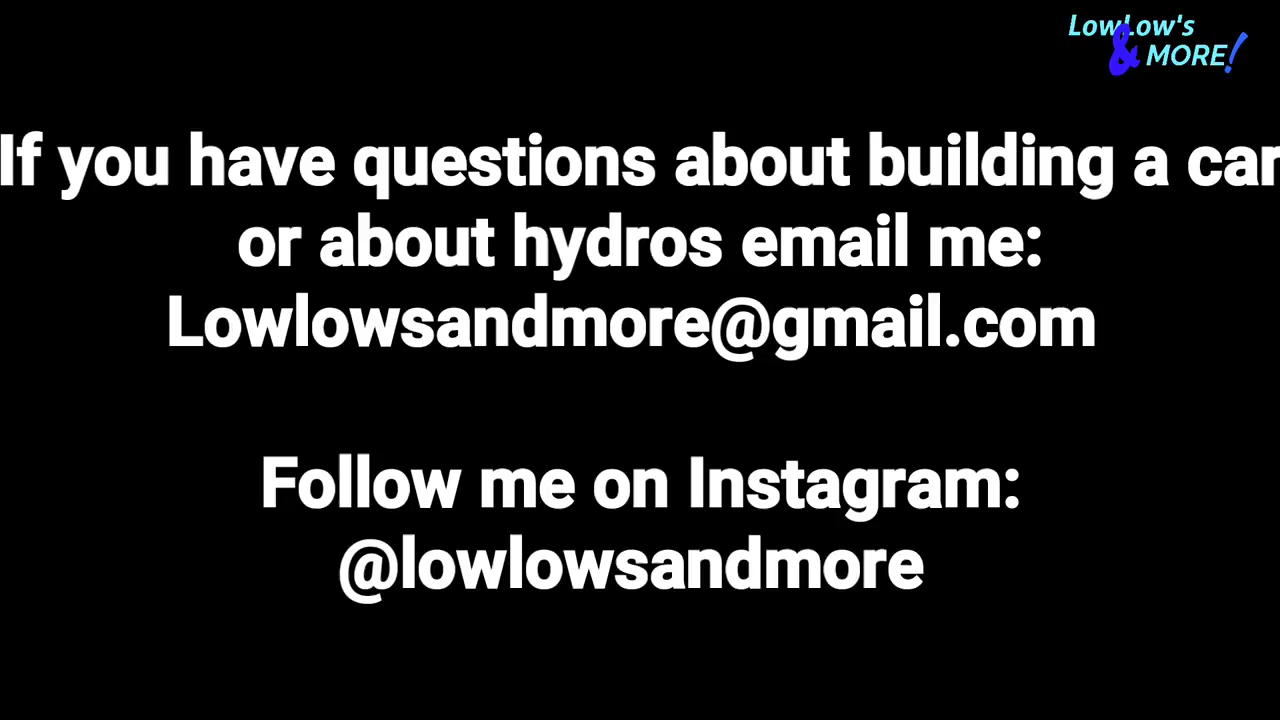 LowLow's
& MORE!
If you have questions about building a car
or about hydros email me:
Lowlowsandmore@gmail.com
Follow me on Instagram:
@lowlowsandmore